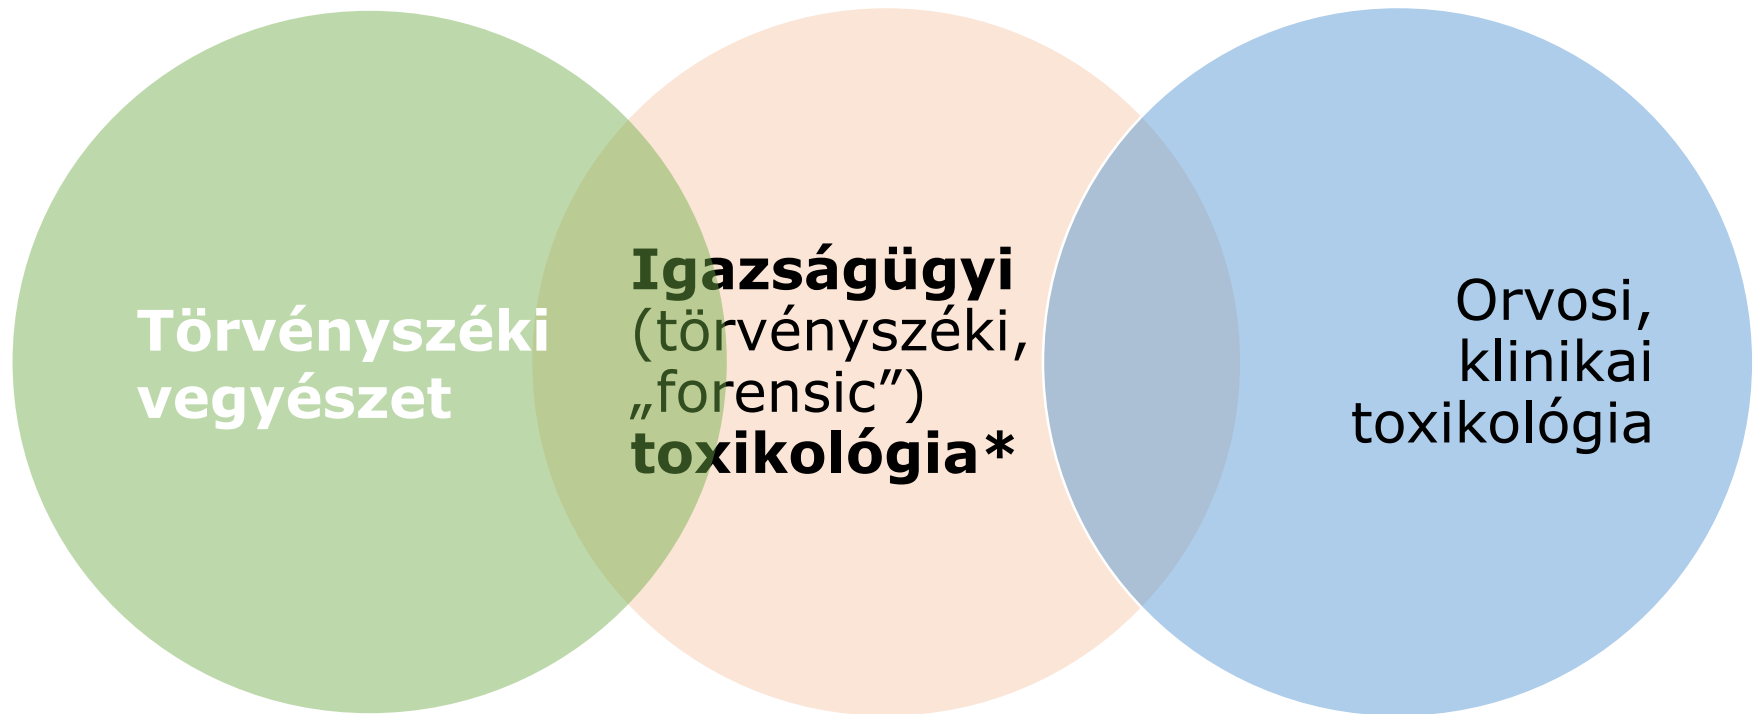 Törvényszéki
vegyészet
Igazságügyi
(törvényszéki,
„forensic”)
toxikológia*
Orvosi,
klinikai
toxikológia